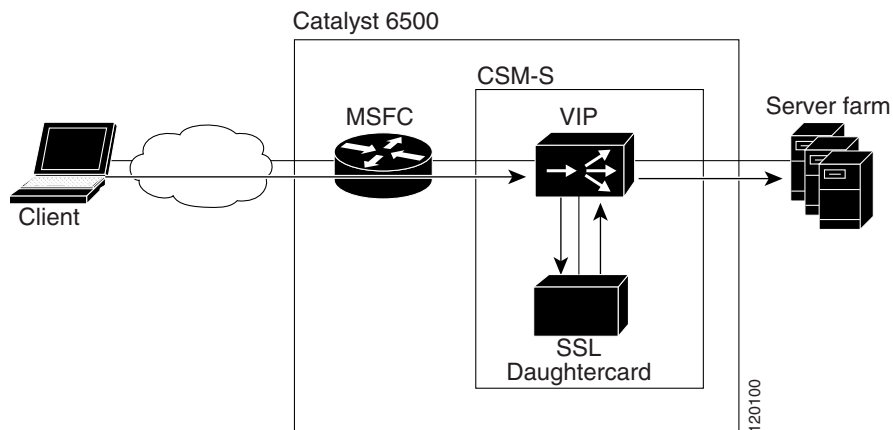 Catalyst 6500
CSM-S
MSFC
VIP
Server farm
Client
SSL
Daughtercard
120100